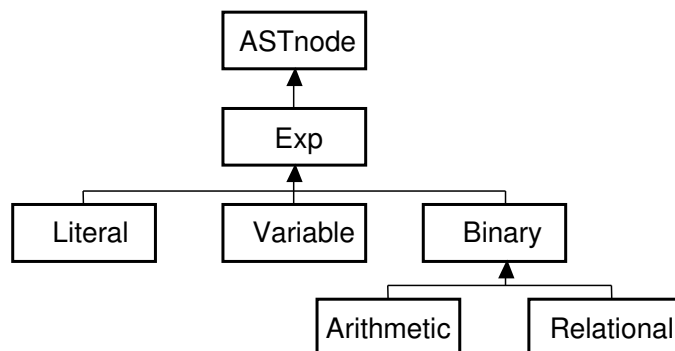 ASTnode
Exp
Literal
Variable
Binary
Arithmetic
Relational